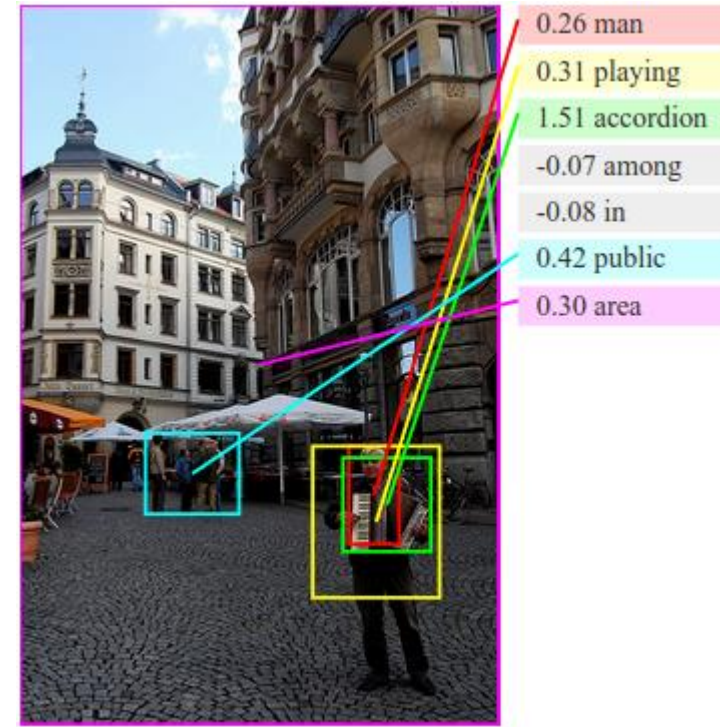 0.26 man
0.31 playing
1.51 accordion
-0.07 among
-0.08 in
0.42 public
0.30 area